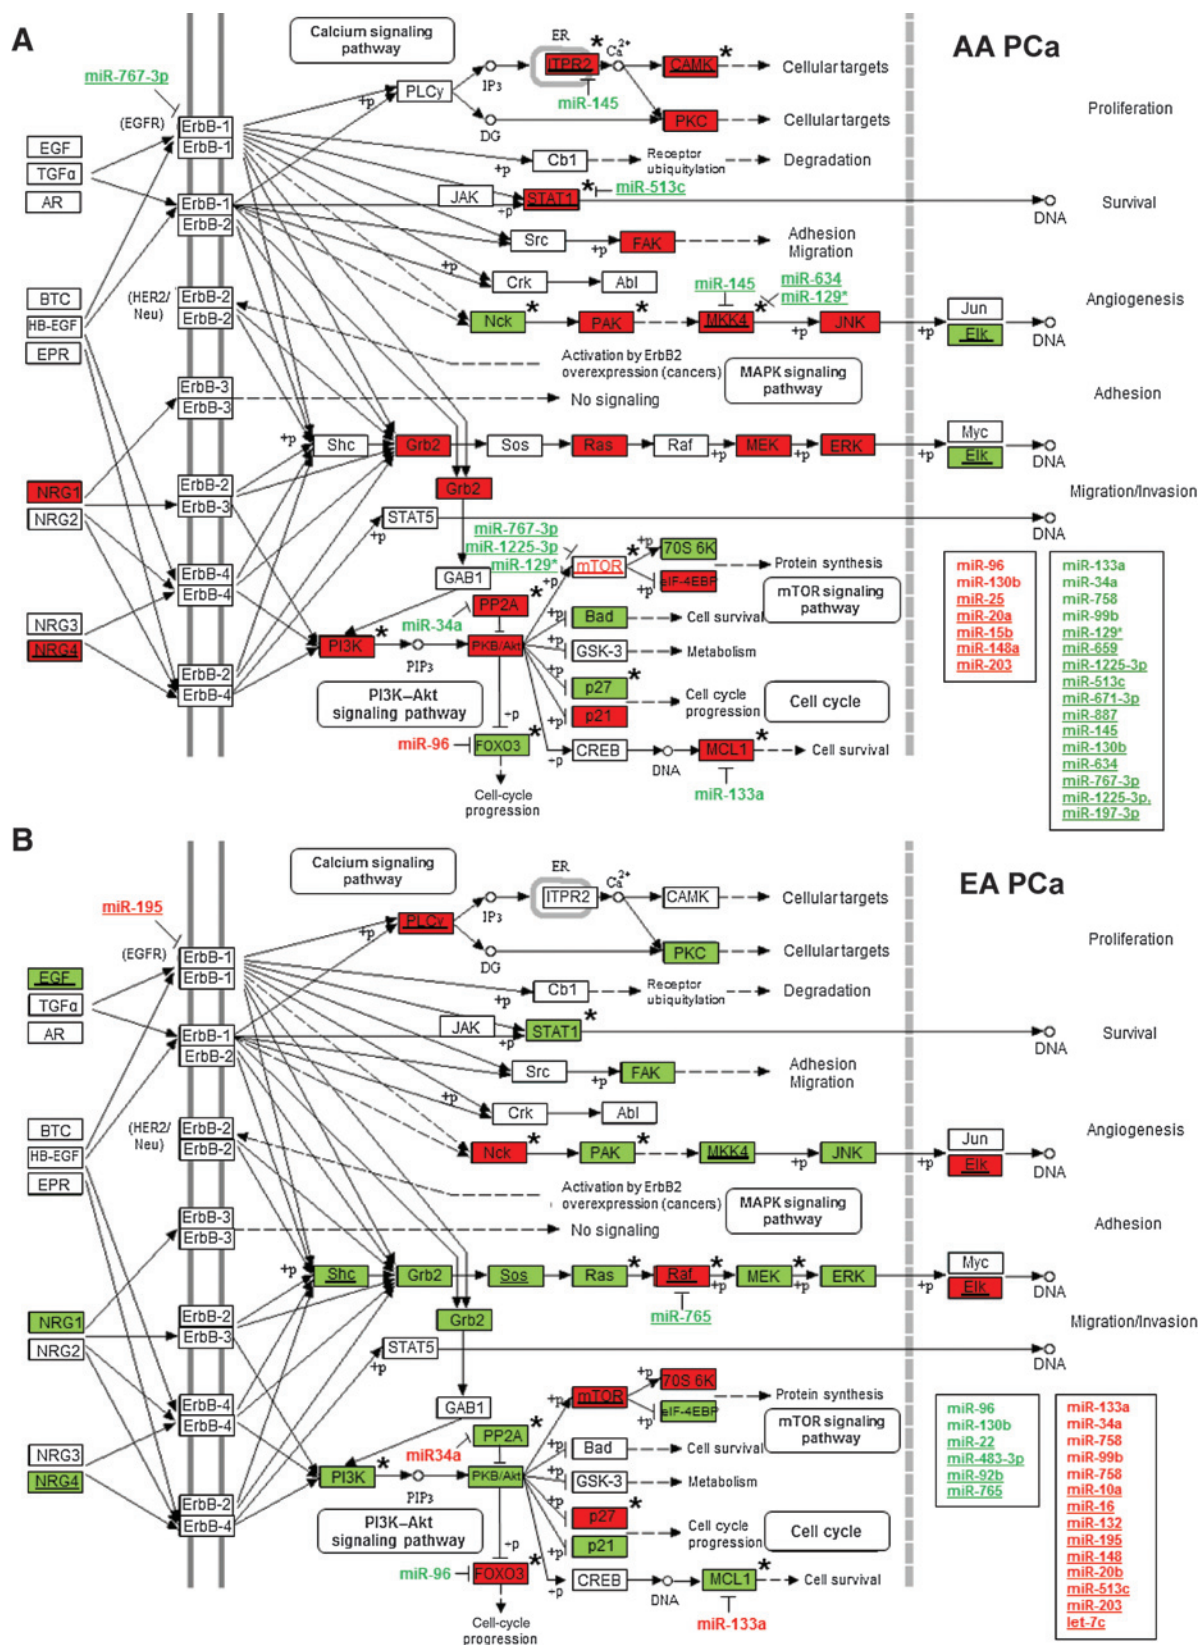 A
Calcium signaling
pathway
AA PCa
ER
Ca2+
ITPR2 *
CAMK *
Cellular targets
miR-767-3p
IP3
miR-145
PLCγ
+p
(EGFR)
ErbB-1
ErbB-1
DG
PKC
Cellular targets
Proliferation
EGF
TGFα
AR
Cb1
+p
Receptor
ubiquitylation
Degradation
JAK
+p
STAT1 *
miR-513c
DNA
Survival
ErbB-1
ErbB-2
Src
+p
FAK
Adhesion
Migration
+p
Crk
Abl
BTC
HB-EGF
EPR
(HER2/
Neu)
ErbB-2
ErbB-2
miR-145
miR-634
miR-129*
Angiogenesis
Nck *
PAK *
MKK4 *
+p
JNK
+p
Jun
Elk
DNA
Activation by ErbB2
overexpression (cancers)
MAPK signaling
pathway
ErbB-3
ErbB-3
No signaling
Adhesion
+p
Shc
Grb2
Sos
Ras
Raf
+p
MEK
+p
ERK
+p
Myc
Elk
DNA
NRG1
NRG2
ErbB-2
ErbB-3
Grb2
Migration/Invasion
STAT5
+p
DNA
miR-767-3p
miR-1225-3p
miR-129*
GAB1
+p
mTOR *
+p
70S 6K
+p
eIF-4EBP
Protein synthesis
mTOR signaling
pathway
ErbB-4
ErbB-4
NRG3
NRG4
miR-34a
PP2A *
+p
Bad
Cell survival
PI3K *
PIP3
PKB/Akt
+p
GSK-3
Metabolism
ErbB-2
ErbB-4
PI3K–Akt
signaling pathway
+p
p27 *
+p
p21
Cell cycle
progression
Cell cycle
+p
miR-96
FOXO3 *
+p
CREB
DNA
MCL1 *
Cell survival
miR-133a
Cell-cycle
progression
miR-96
miR-130b
miR-25
miR-20a
miR-15b
miR-148a
miR-203
miR-133a
miR-34a
miR-758
miR-99b
miR-129*
miR-659
miR-1225-3p
miR-513c
miR-671-3p
miR-887
miR-145
miR-130b
miR-634
miR-767-3p
miR-1225-3p,
miR-197-3p
B
Calcium signaling
pathway
EA PCa
ER
Ca2+
ITPR2
CAMK
Cellular targets
miR-195
IP3
PLCγ
+p
(EGFR)
ErbB-1
ErbB-1
DG
PKC
Cellular targets
Proliferation
EGF
TGFα
AR
Cb1
+p
Receptor
ubiquitylation
Degradation
JAK
+p
STAT1 *
DNA
Survival
ErbB-1
ErbB-2
Src
+p
FAK
Adhesion
Migration
+p
Crk
Abl
BTC
HB-EGF
EPR
(HER2/
Neu)
ErbB-2
ErbB-2
Angiogenesis
Nck *
PAK *
MKK4
+p
JNK
+p
Jun
Elk
DNA
Activation by ErbB2
overexpression (cancers)
MAPK signaling
pathway
ErbB-3
ErbB-3
No signaling
Adhesion
+p
Shc
Grb2
Sos
Ras *
Raf *
+p
MEK *
+p
ERK
+p
Myc
Elk
DNA
miR-765
NRG1
NRG2
ErbB-2
ErbB-3
Grb2
Migration/Invasion
STAT5
+p
DNA
GAB1
+p
mTOR
+p
70S 6K
+p
eIF-4EBP
Protein synthesis
mTOR signaling
pathway
ErbB-4
ErbB-4
NRG3
NRG4
miR34a
PP2A *
+p
Bad
Cell survival
PI3K *
PIP3
PKB/Akt
+p
GSK-3
Metabolism
ErbB-2
ErbB-4
PI3K–Akt
signaling pathway
+p
p27 *
+p
p21
Cell cycle
progression
Cell cycle
+p
miR-96
FOXO3 *
+p
CREB
DNA
MCL1 *
Cell survival
miR-133a
Cell-cycle
progression
miR-96
miR-130b
miR-22
miR-483-3p
miR-92b
miR-765
miR-133a
miR-34a
miR-758
miR-99b
miR-758
miR-10a
miR-16
miR-132
miR-195
miR-148
miR-20b
miR-513c
miR-203
let-7c